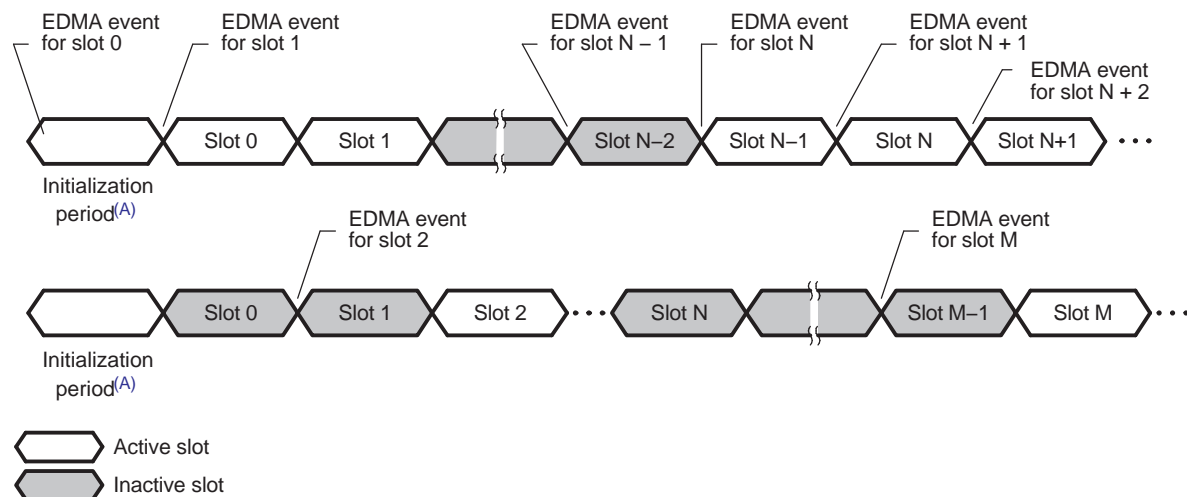 EDMA event
for slot 0
EDMA event
for slot 1
EDMA event
for slot N – 1
EDMA event
for slot N
EDMA event
for slot N + 1
EDMA event
for slot N + 2
Slot 0
Slot 1
Slot N–2
Slot N–1
Slot N
Slot N+1
Initialization
period(A)
EDMA event
for slot 2
EDMA event
for slot M
Slot 0
Slot 1
Slot 2
Slot N
Slot M–1
Slot M
Initialization
period(A)
Active slot
Inactive slot